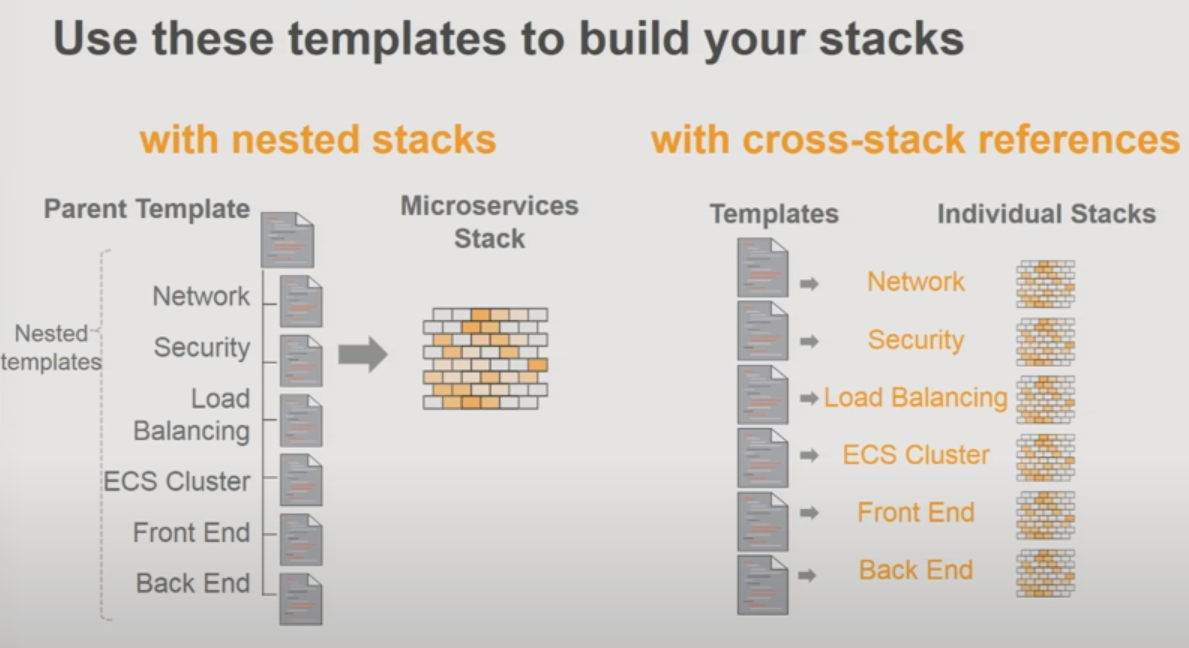 Use these templates to build your stacks
with nested stacks
Parent Template
Microservices
Stack
Nested
templates
Network
Security
Load
Balancing
ECS Cluster
Front End
Back End
with cross-stack references
Templates
Individual Stacks
Network
Security
Load Balancing
ECS Cluster
Front End
Back End